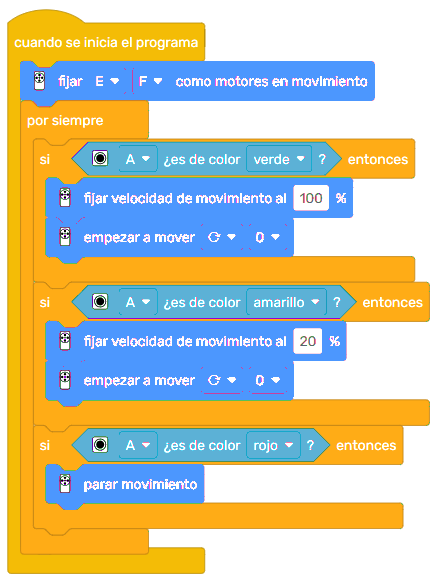 cuando se inicia el programa
fijar E F como motores en movimiento
por siempre
si A ¿es de color verde ? entonces
fijar velocidad de movimiento al 100 %
empezar a mover 0
si A ¿es de color amarillo ? entonces
fijar velocidad de movimiento al 20 %
empezar a mover 0
si A ¿es de color rojo ? entonces
parar movimiento